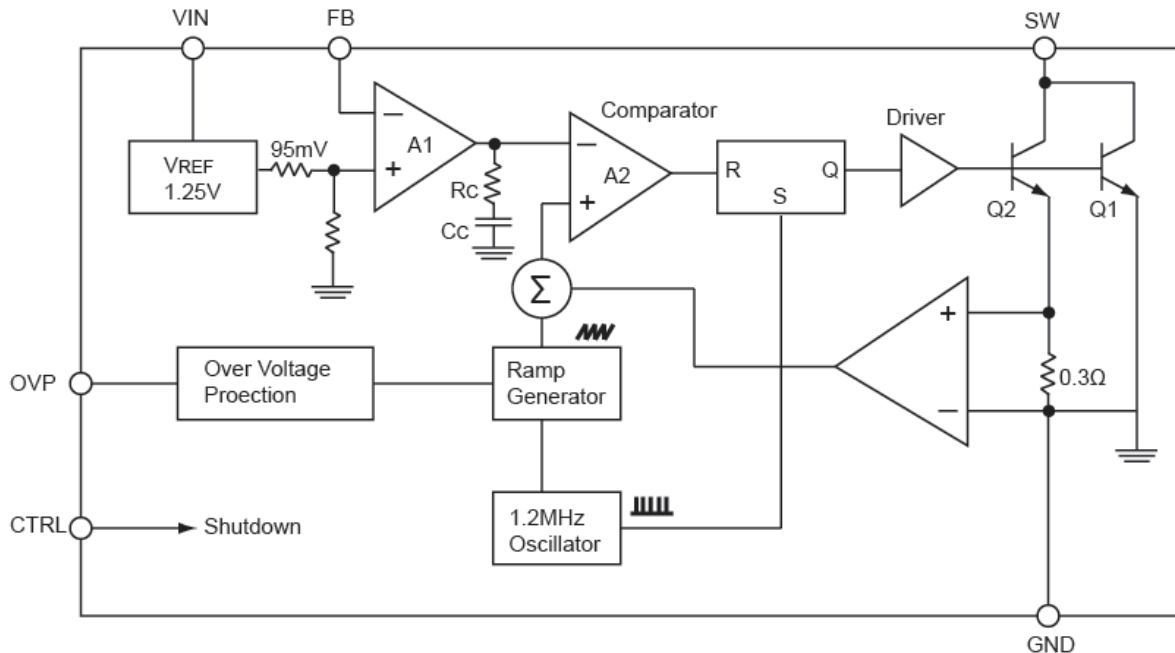 VIN
FB
SW
Comparator
Driver
VREF
1.25V
95mV
−
+
A1
−
+
A2
R
Q
S
RC
CC
Q2
Q1
Σ
OVP
Over Voltage
Proection
Ramp
Generator
+
−
0.3Ω
CTRL
Shutdown
1.2MHz
Oscillator
GND